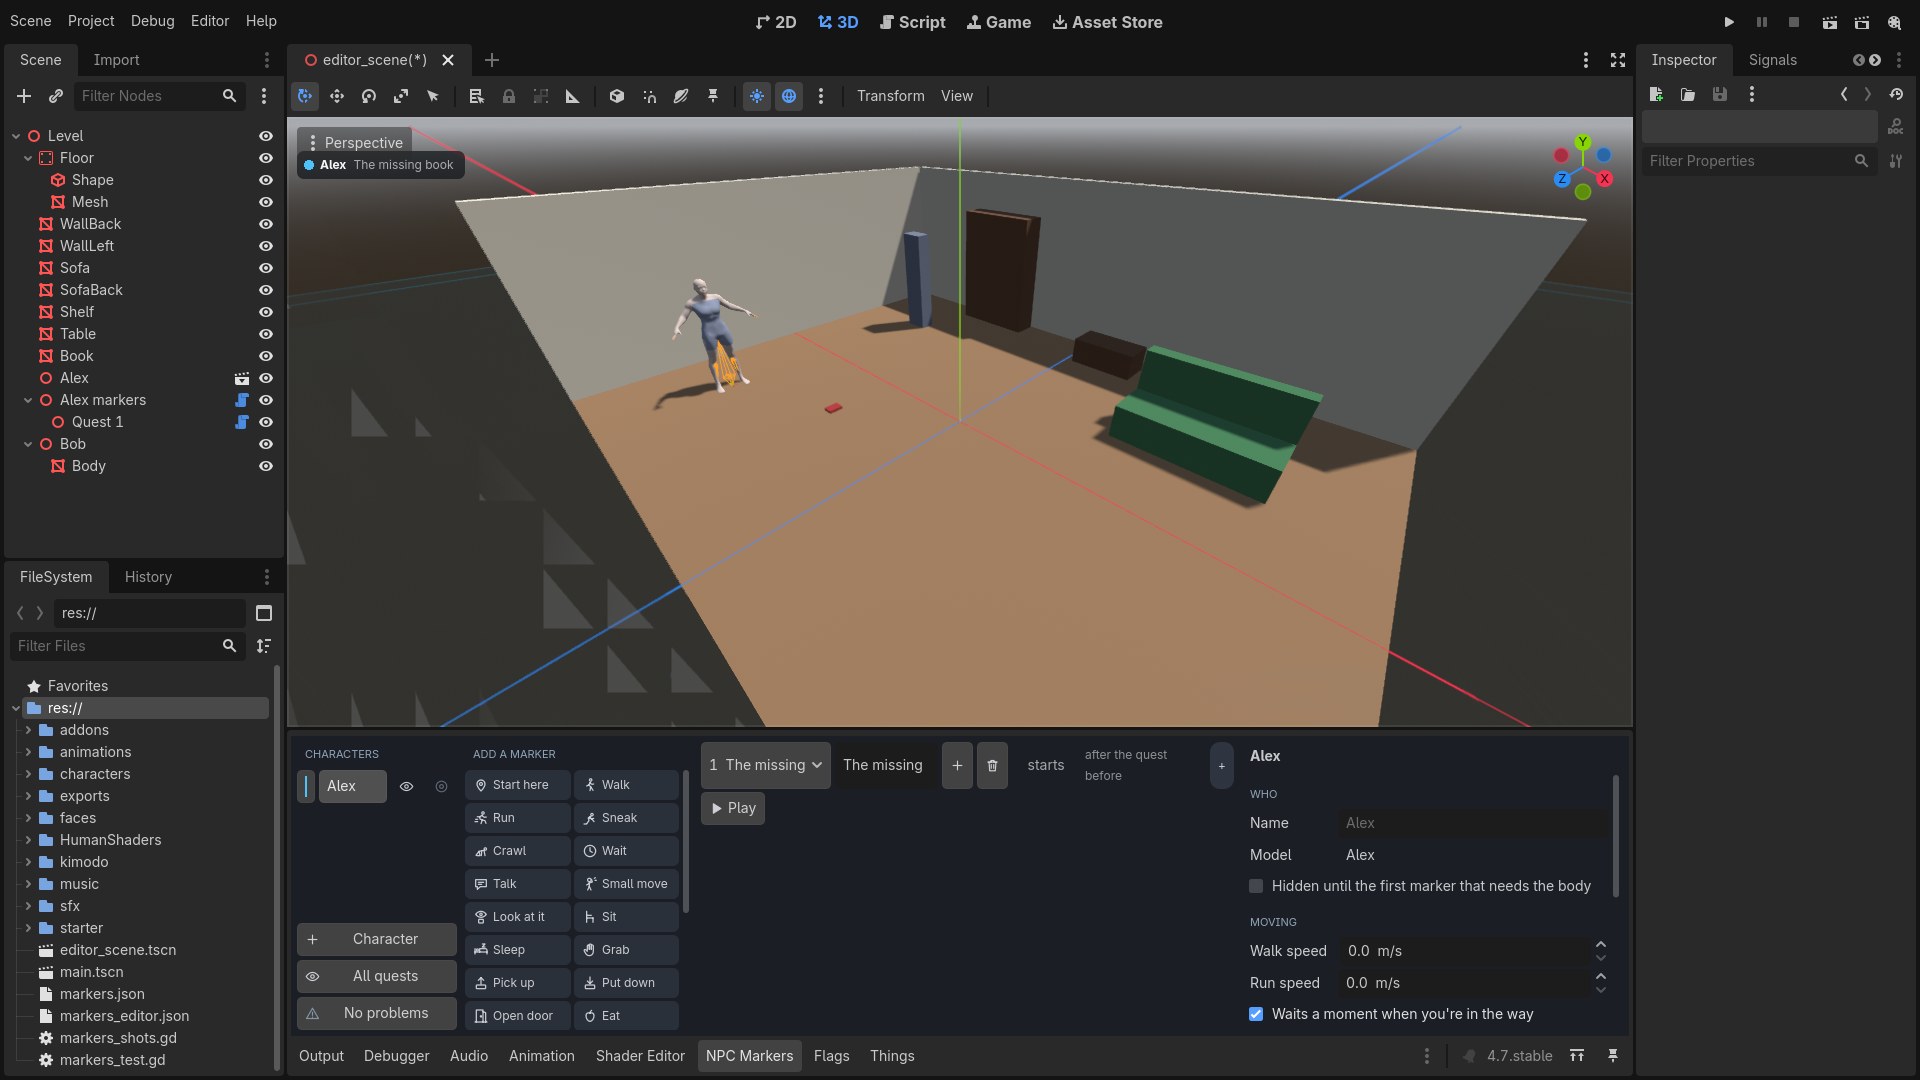 Scene Project Debug Editor Help
2D 3D Script Game Asset Store
Scene Import
editor_scene(*)
Inspector Signals
Filter Nodes
Transform View
Level
Floor
Shape
Mesh
WallBack
WallLeft
Sofa
SofaBack
Shelf
Table
Book
Alex
Alex markers
Quest 1
Bob
Body
Perspective
Alex The missing book
Y
Z
X
Filter Properties
FileSystem History
res://
Filter Files
Favorites
res://
addons
animations
characters
exports
faces
HumanShaders
kimodo
music
sfx
starter
editor_scene.tscn
main.tscn
markers.json
markers_editor.json
markers_shots.gd
markers_test.gd
CHARACTERS
Alex
Character
All quests
No problems
ADD A MARKER
Start here Walk
Run Sneak
Crawl Wait
Talk Small move
Look at it Sit
Sleep Grab
Pick up Put down
Open door Eat
1 The missing
The missing
+
starts
after the quest
before
+
Play
Alex
WHO
Name Alex
Model Alex
Hidden until the first marker that needs the body
MOVING
Walk speed 0.0 m/s
Run speed 0.0 m/s
Waits a moment when you're in the way
Output Debugger Audio Animation Shader Editor NPC Markers Flags Things
4.7.stable